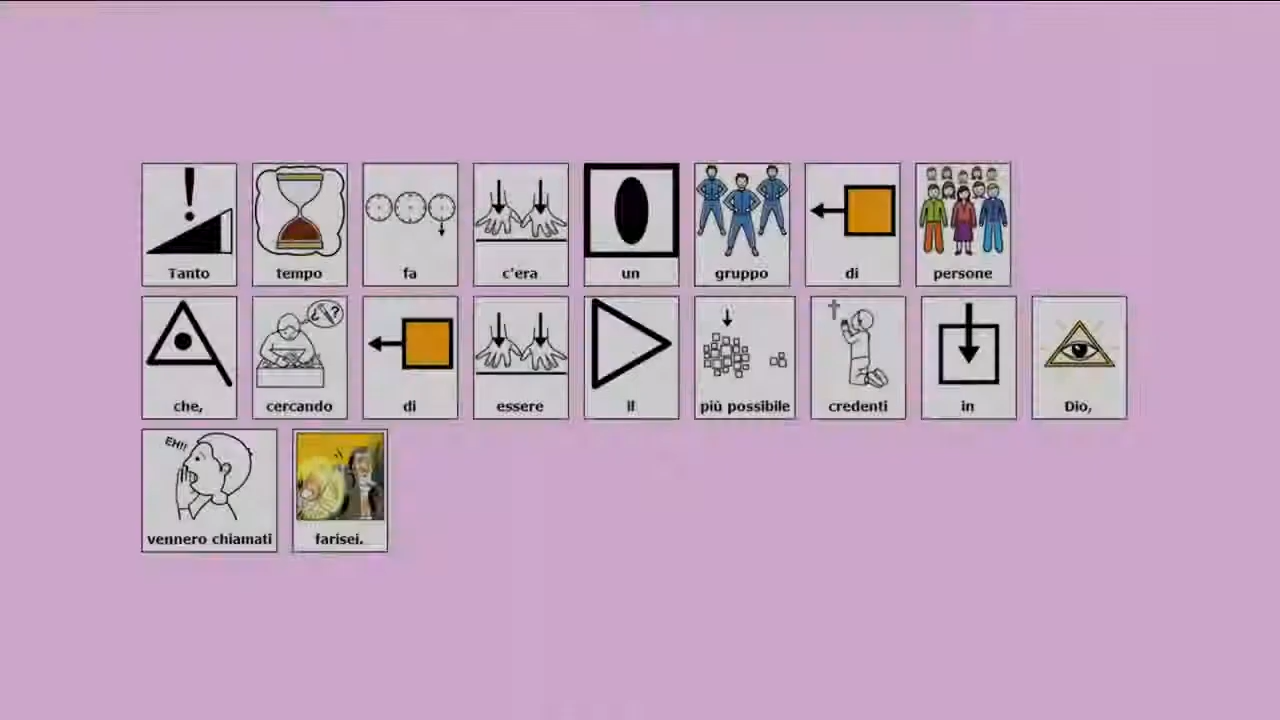 Tanto tempo fa c'era un gruppo di persone
che, cercando di essere il più possibile credenti in Dio,
EH!!
vennero chiamati farisei.